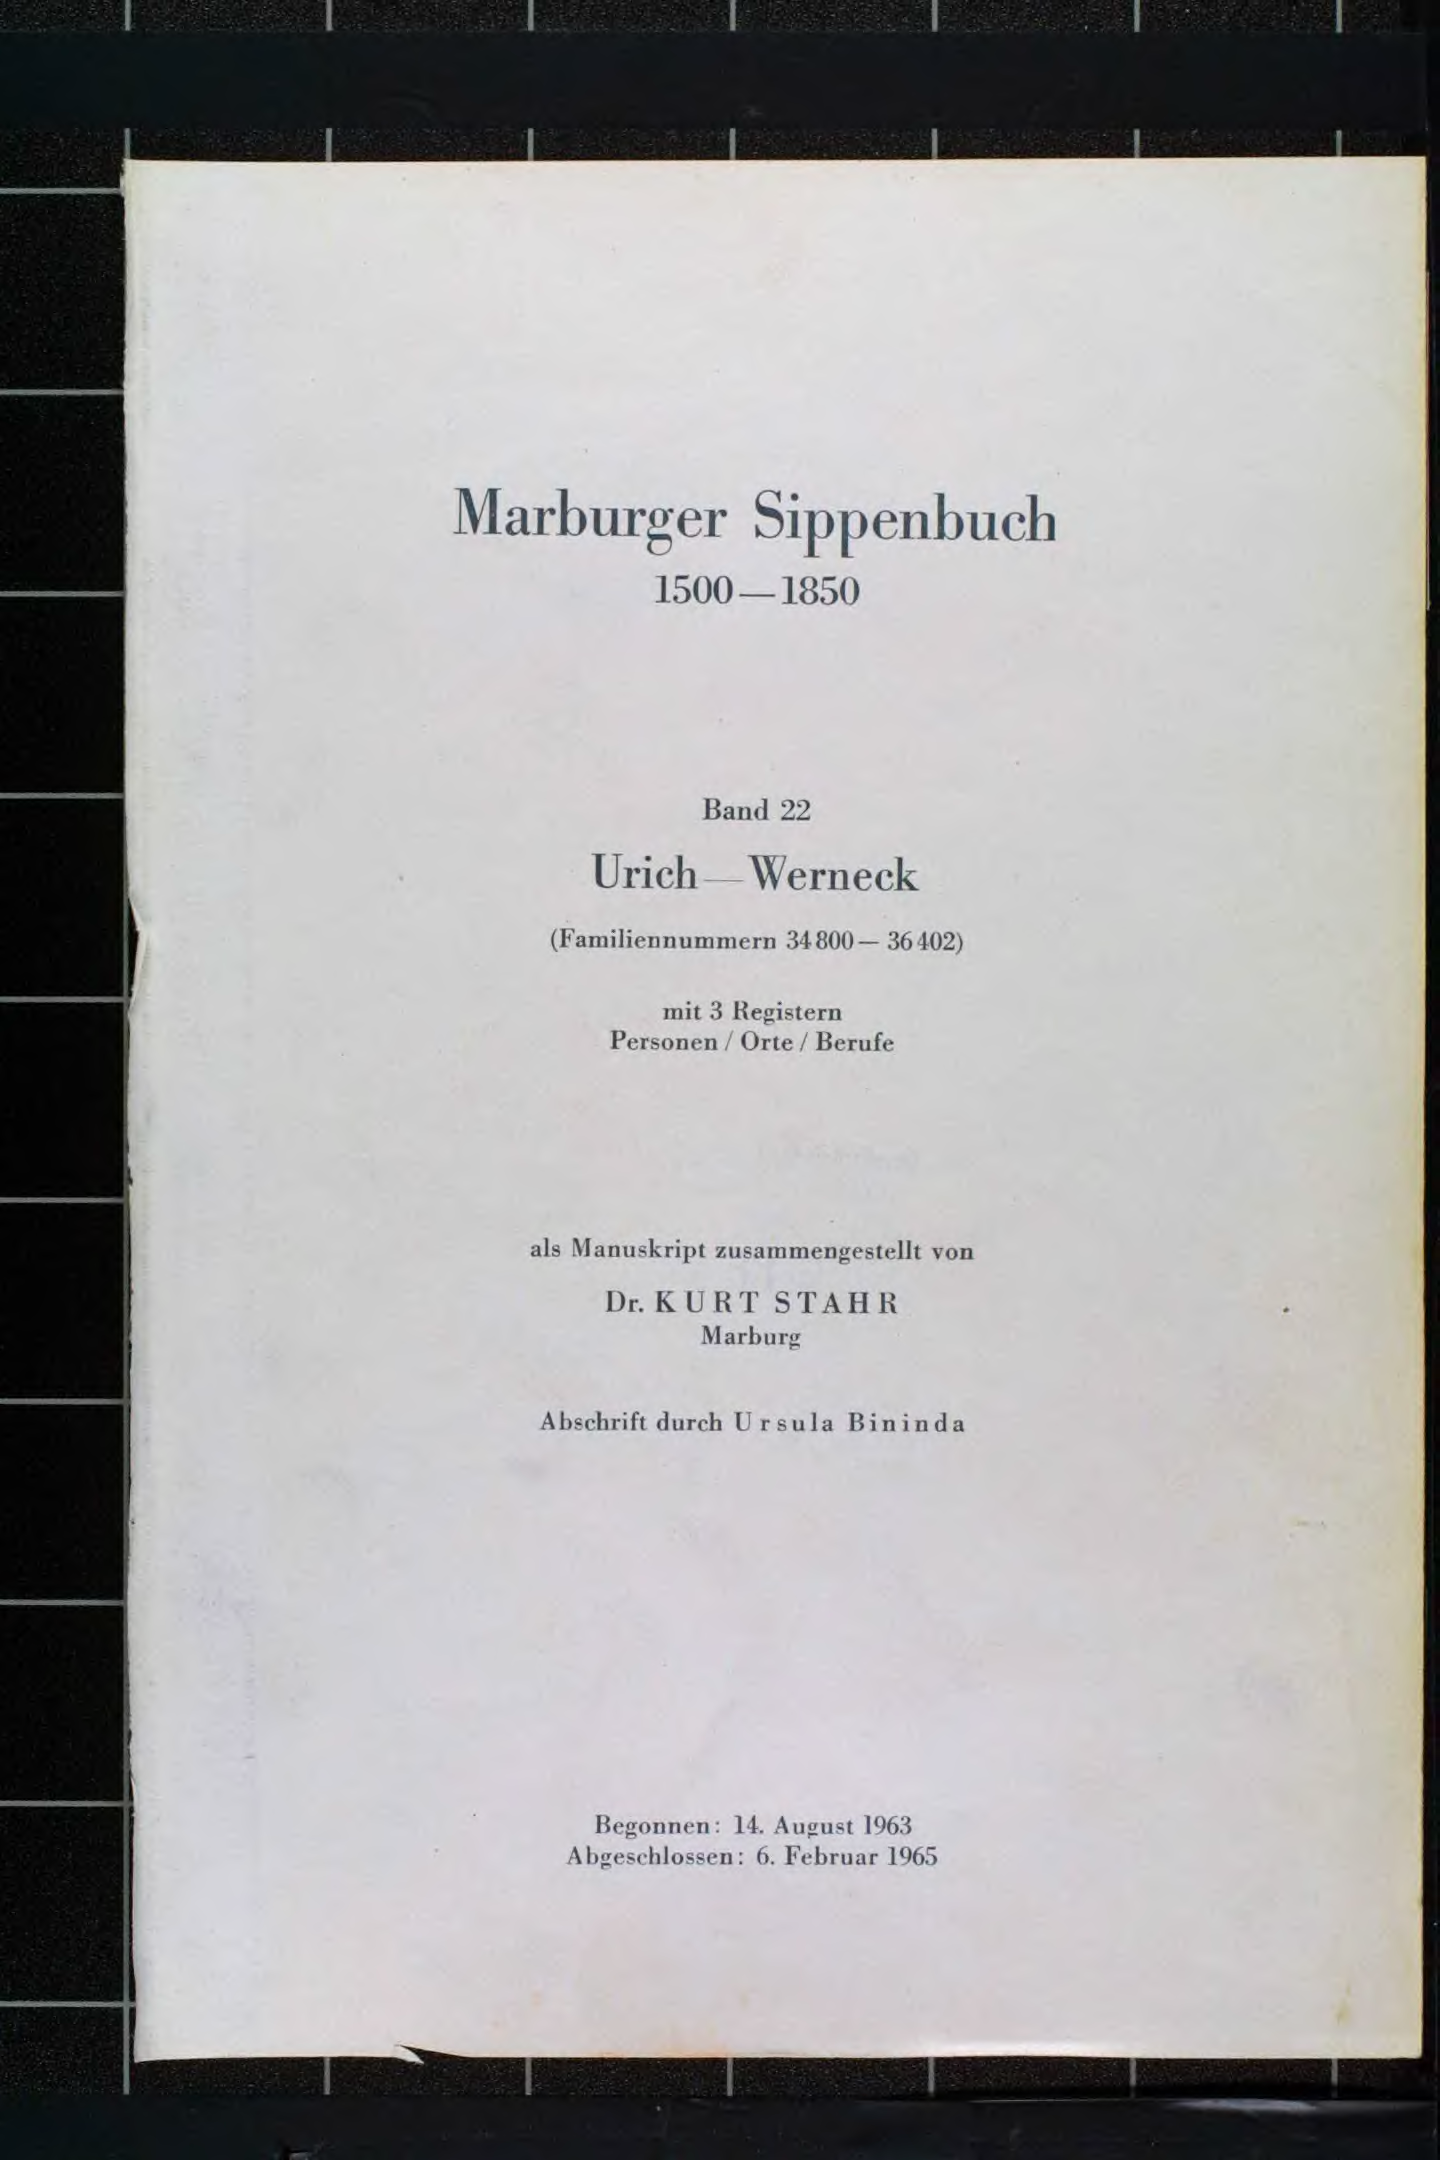 Marburger Sippenbuch
1500—1850
Band 22
Urich—Werneck
(Familiennummern 34800— 36402)
mit 3 Registern
Personen / Orte / Berufe
als Manuskript zusammengestellt von
Dr. KURT STAHR
Marburg
Abschrift durch Ursula Bininda
Begonnen: 14. August 1963
Abgeschlossen: 6. Februar 1965